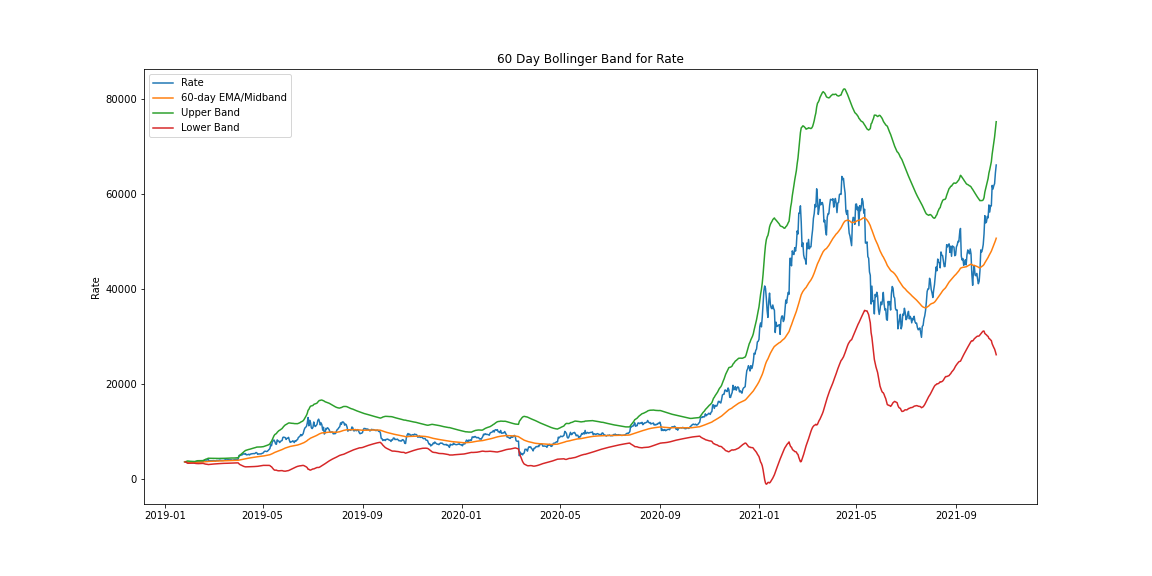 60 Day Bollinger Band for Rate
Rate
60-day EMA/Midband
Upper Band
Lower Band
80000
60000
40000
20000
0
Rate
2019-01
2019-05
2019-09
2020-01
2020-05
2020-09
2021-01
2021-05
2021-09